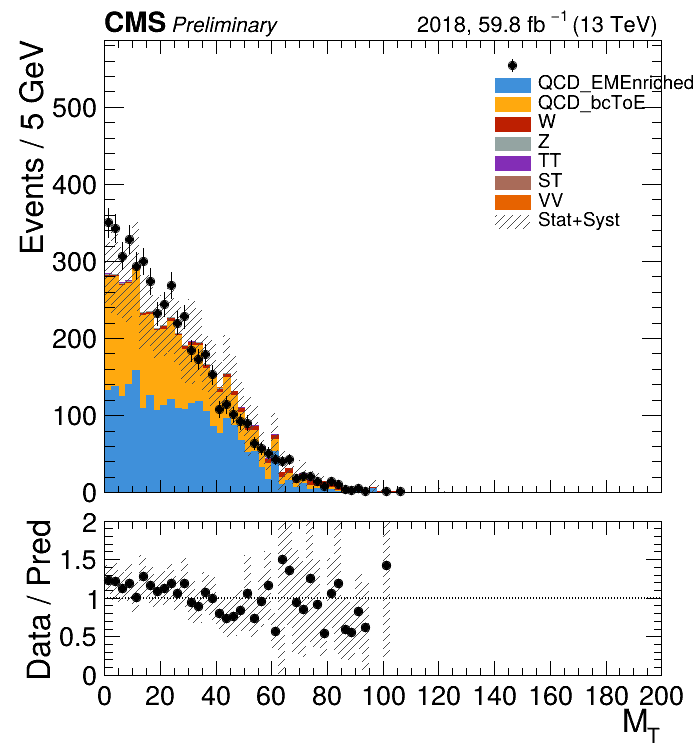 CMS Preliminary 2018, 59.8 fb⁻¹ (13 TeV)
Events / 5 GeV
500
400
300
200
100
0
QCD_EMEnriched
QCD_bcToE
W
Z
TT
ST
VV
Stat+Syst
Data / Pred
2
1.5
1
0.5
0
0 20 40 60 80 100 120 140 160 180 200
M_T